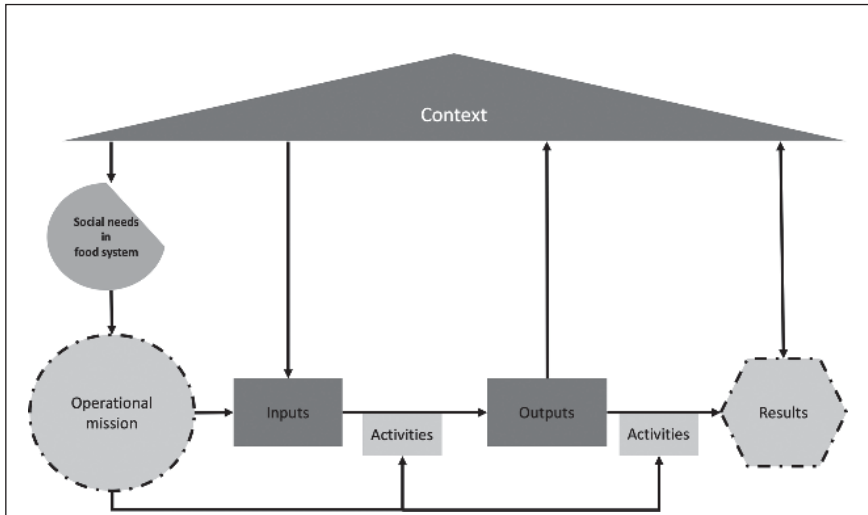 Context
Social needs
in
food system
Operational
mission
Inputs
Activities
Outputs
Activities
Results